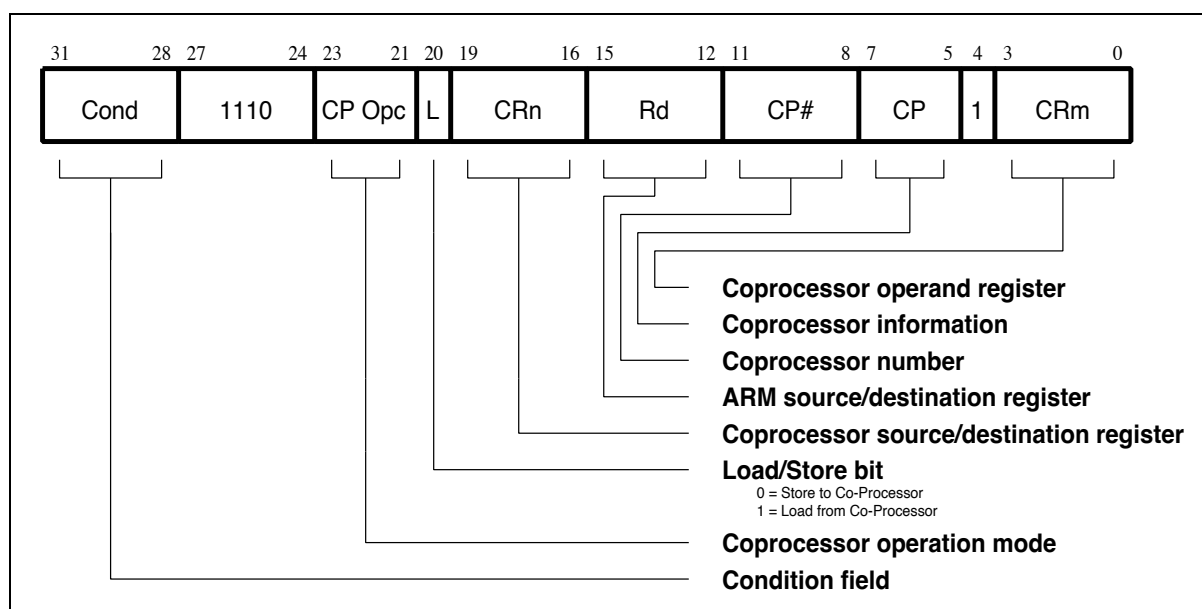 31 28 27 24 23 21 20 19 16 15 12 11 8 7 5 4 3 0
Cond 1110 CP Opc L CRn Rd CP# CP 1 CRm
Coprocessor operand register
Coprocessor information
Coprocessor number
ARM source/destination register
Coprocessor source/destination register
Load/Store bit
0 = Store to Co-Processor
1 = Load from Co-Processor
Coprocessor operation mode
Condition field